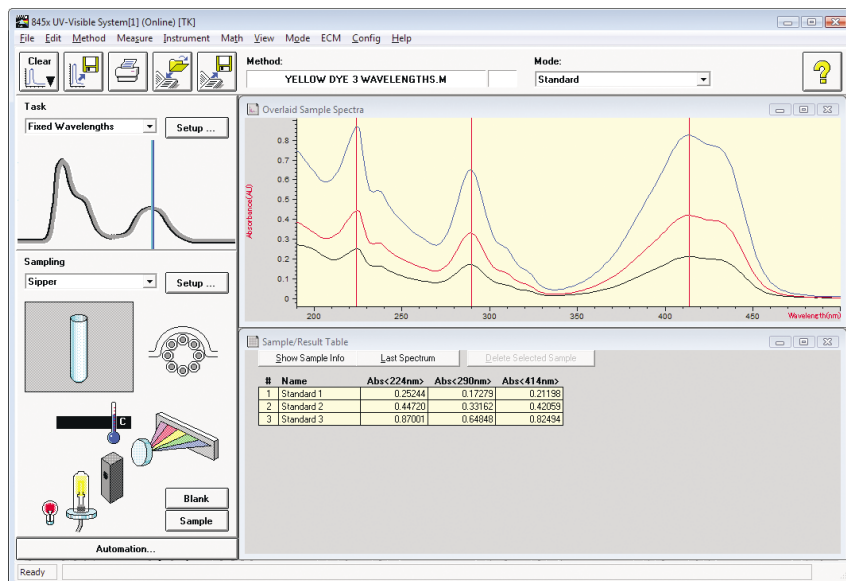 845x UV-Visible System[1] (Online) [TK]
File Edit Method Measure Instrument Math View Mode ECM Config Help
Clear
Method:
YELLOW DYE 3 WAVELENGTHS.M
Mode:
Standard
Task
Fixed Wavelengths
Setup ...
Sampling
Sipper
Setup ...
C
Blank
Sample
Automation...
Overlaid Sample Spectra
Absorbance(AU)
0.8
0.7
0.6
0.5
0.4
0.3
0.2
0.1
0
200 250 300 350 400 450 Wavelength(nm)
Sample/Result Table
Show Sample Info Last Spectrum Delete Selected Sample
# Name Abs<224nm> Abs<290nm> Abs<414nm>
1 Standard 1 0.25244 0.17279 0.21198
2 Standard 2 0.44720 0.33162 0.42059
3 Standard 3 0.87001 0.64848 0.82494
Ready